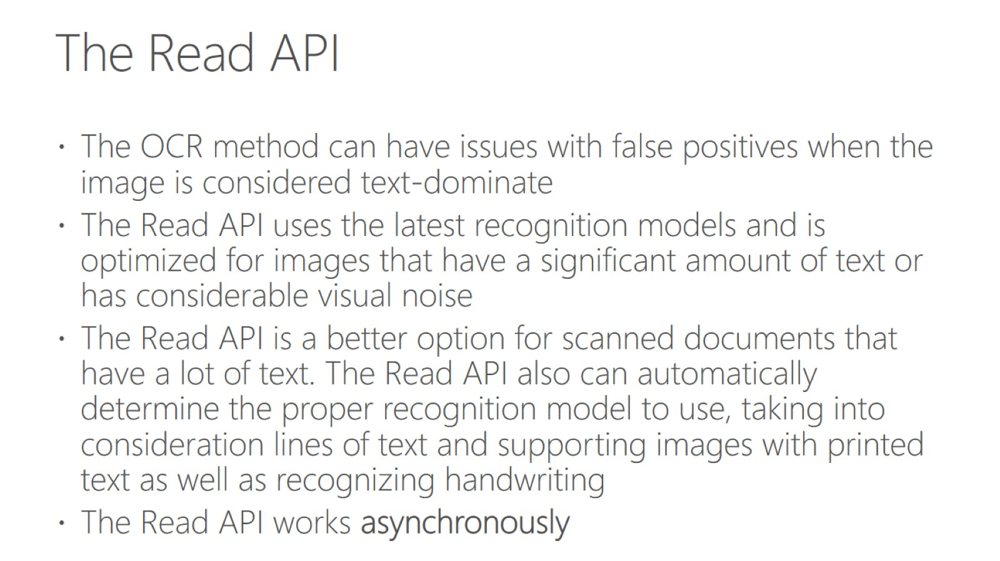 The Read API
• The OCR method can have issues with false positives when the
image is considered text-dominate
• The Read API uses the latest recognition models and is
optimized for images that have a significant amount of text or
has considerable visual noise
• The Read API is a better option for scanned documents that
have a lot of text. The Read API also can automatically
determine the proper recognition model to use, taking into
consideration lines of text and supporting images with printed
text as well as recognizing handwriting
• The Read API works asynchronously